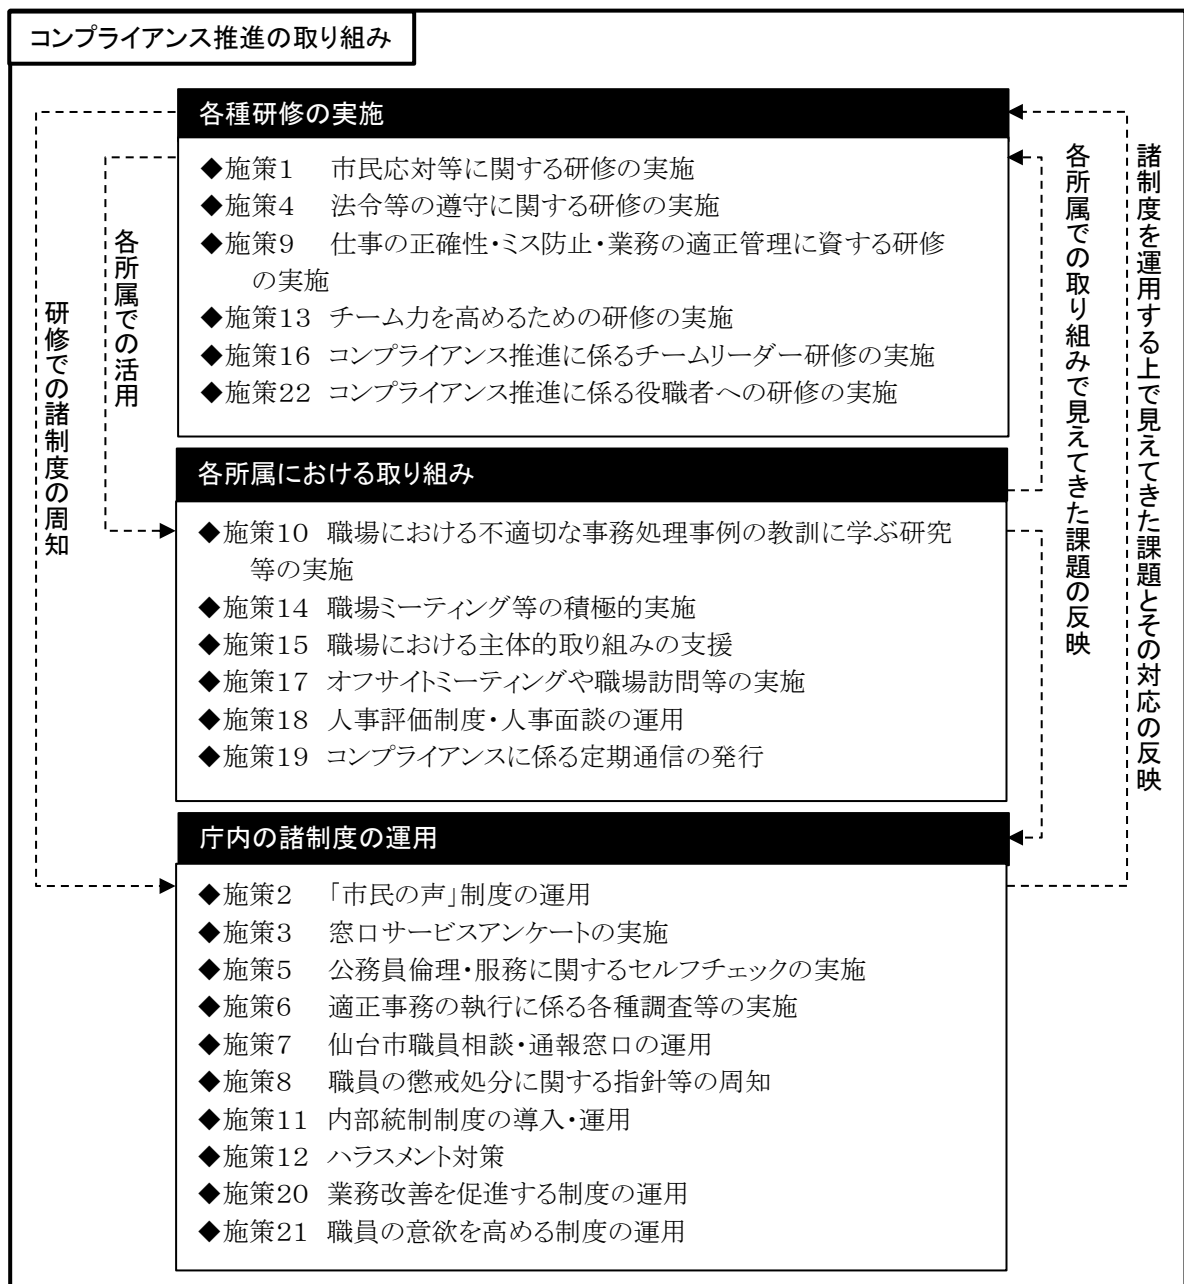 コンプライアンス推進の取り組み
各種研修の実施
◆施策1 市民応対等に関する研修の実施
◆施策4 法令等の遵守に関する研修の実施
◆施策9 仕事の正確性・ミス防止・業務の適正管理に資する研修
の実施
◆施策13 チーム力を高めるための研修の実施
◆施策16 コンプライアンス推進に係るチームリーダー研修の実施
◆施策22 コンプライアンス推進に係る役職者への研修の実施
各所属における取り組み
◆施策10 職場における不適切な事務処理事例の教訓に学ぶ研究
等の実施
◆施策14 職場ミーティング等の積極的実施
◆施策15 職場における主体的取り組みの支援
◆施策17 オフサイトミーティングや職場訪問等の実施
◆施策18 人事評価制度・人事面談の運用
◆施策19 コンプライアンスに係る定期通信の発行
庁内の諸制度の運用
◆施策2 「市民の声」制度の運用
◆施策3 窓口サービスアンケートの実施
◆施策5 公務員倫理・服務に関するセルフチェックの実施
◆施策6 適正事務の執行に係る各種調査等の実施
◆施策7 仙台市職員相談・通報窓口の運用
◆施策8 職員の懲戒処分に関する指針等の周知
◆施策11 内部統制制度の導入・運用
◆施策12 ハラスメント対策
◆施策20 業務改善を促進する制度の運用
◆施策21 職員の意欲を高める制度の運用
各所属での活用
研修での諸制度の周知
各所属での取り組みで見えてきた課題の反映
諸制度を運用する上で見えてきた課題とその対応の反映